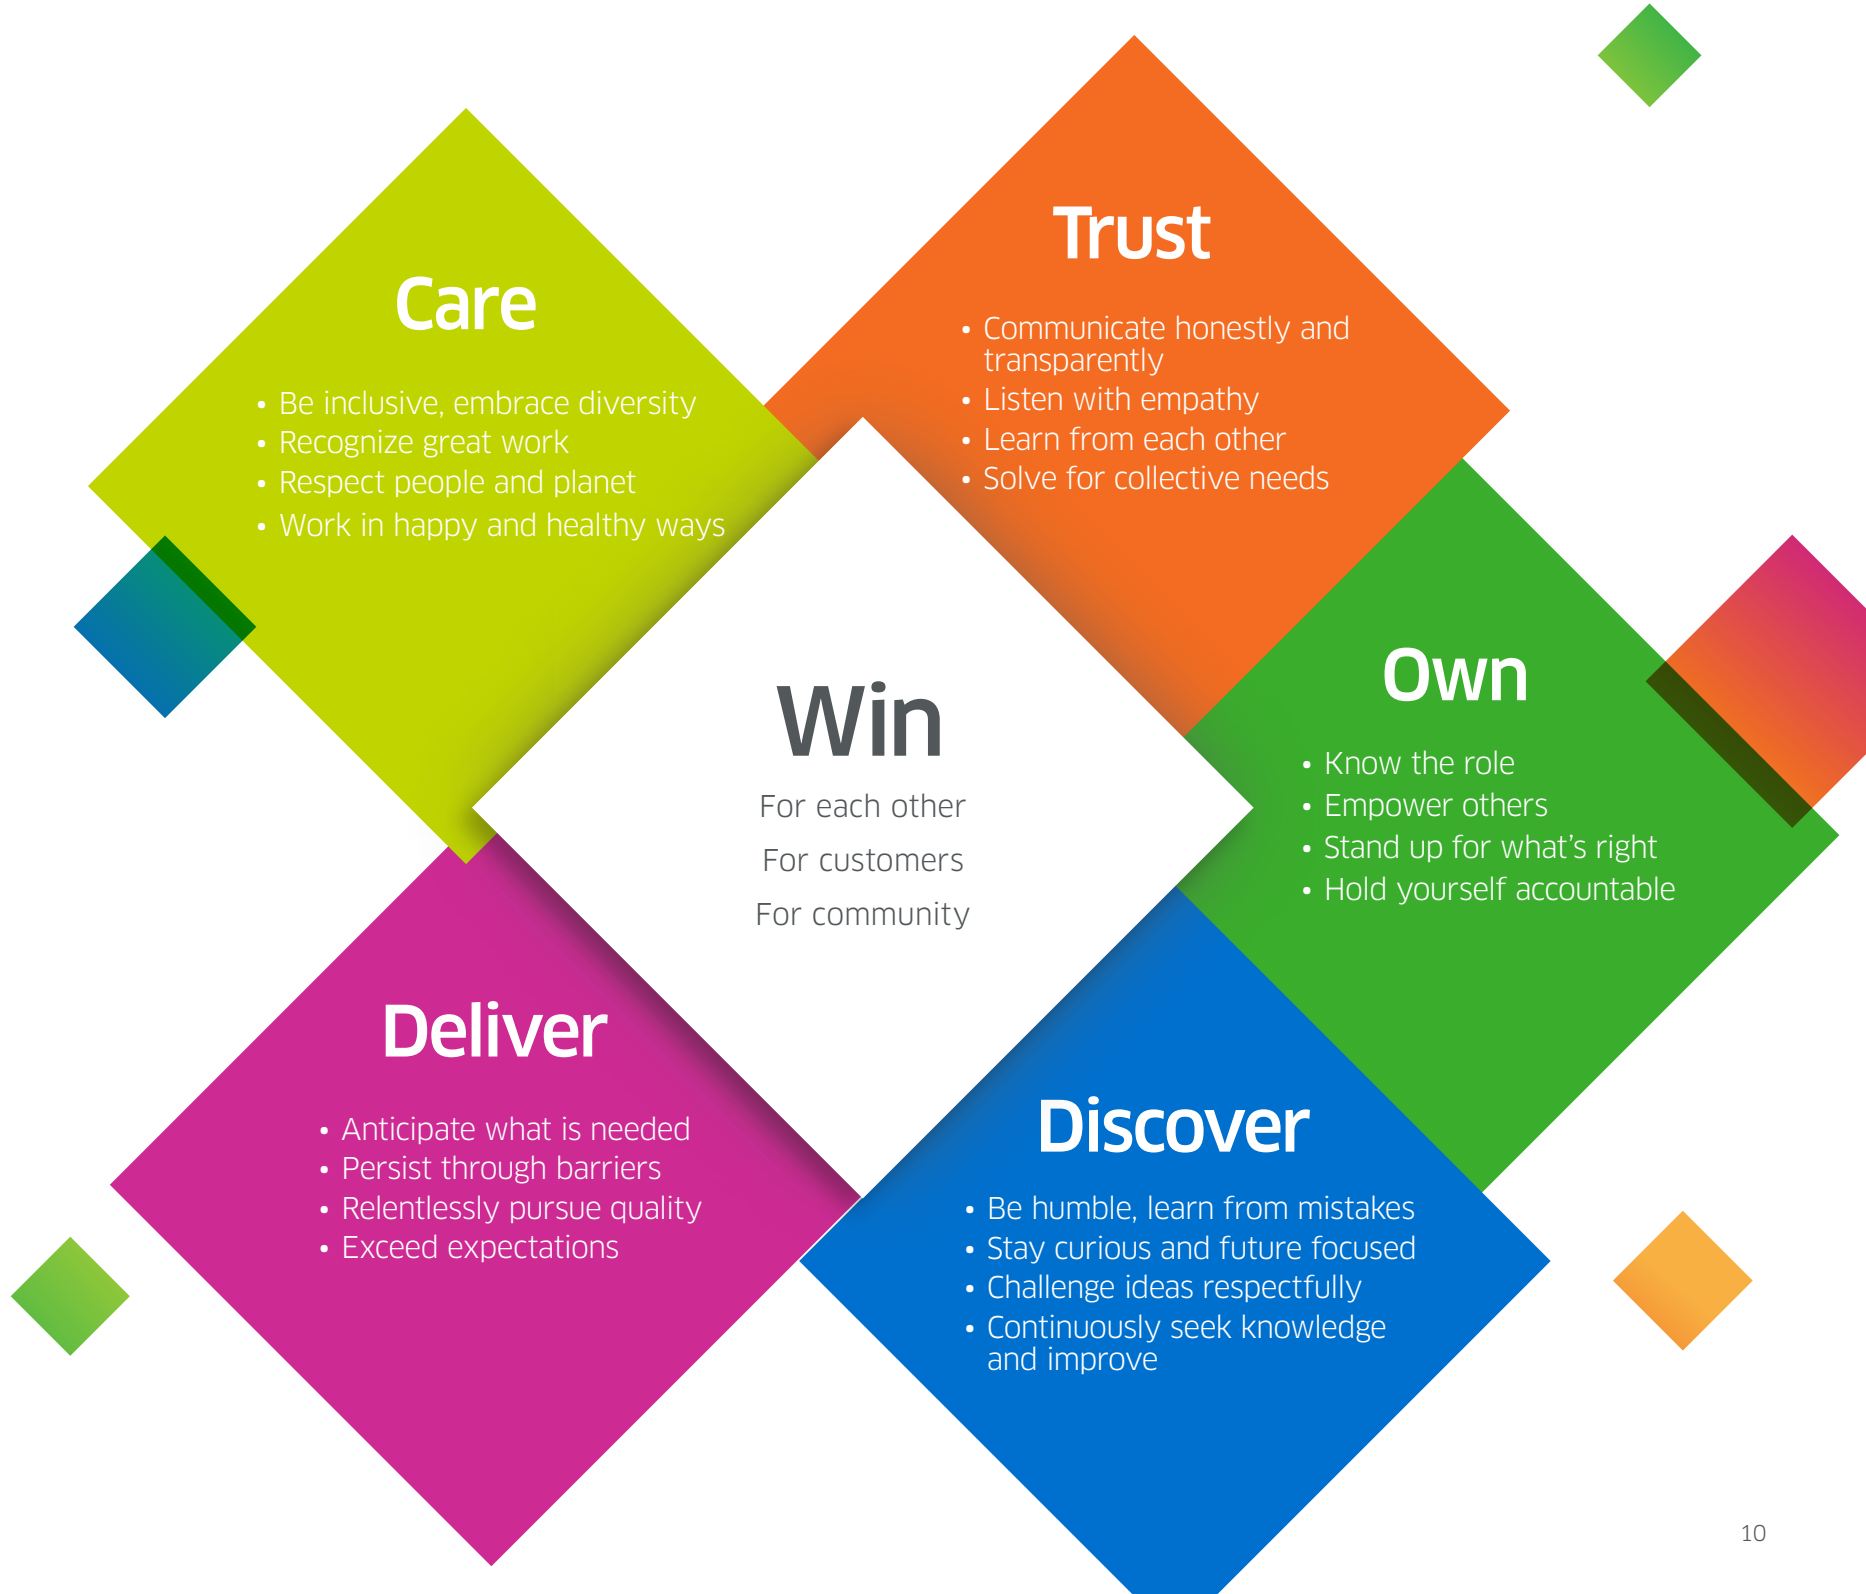 Care
• Be inclusive, embrace diversity
• Recognize great work
• Respect people and planet
• Work in happy and healthy ways
Trust
• Communicate honestly and
transparently
• Listen with empathy
• Learn from each other
• Solve for collective needs
Win
For each other
For customers
For community
Own
• Know the role
• Empower others
• Stand up for what's right
• Hold yourself accountable
Deliver
• Anticipate what is needed
• Persist through barriers
• Relentlessly pursue quality
• Exceed expectations
Discover
• Be humble, learn from mistakes
• Stay curious and future focused
• Challenge ideas respectfully
• Continuously seek knowledge
and improve
10